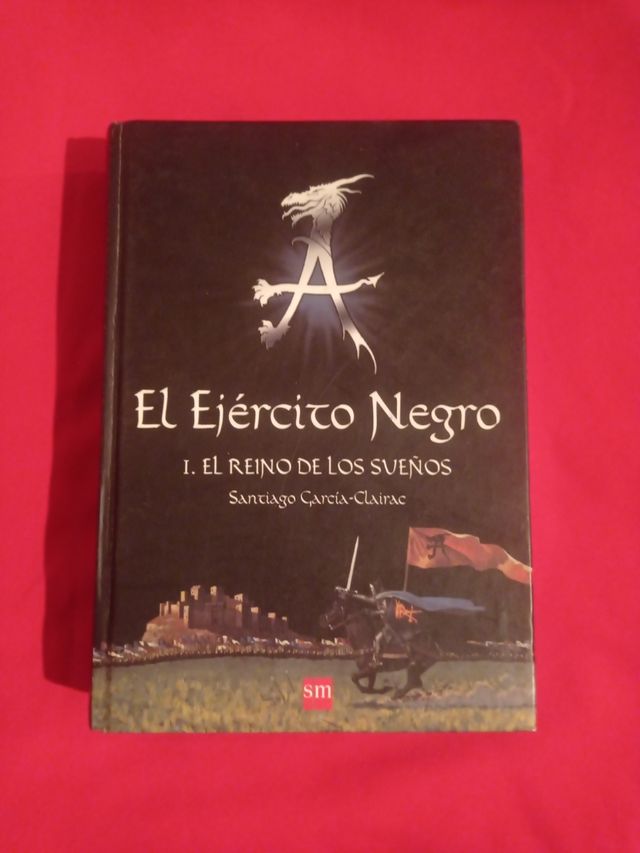 A
El Ejército Negro
I. EL REINO DE LOS SUEÑOS
Santiago García-Clairac
A
sm